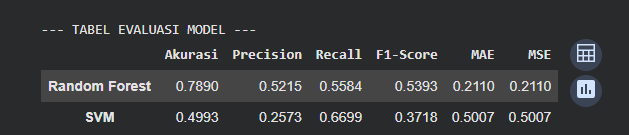 --- TABEL EVALUASI MODEL ---
Akurasi Precision Recall F1-Score MAE MSE
Random Forest 0.7890 0.5215 0.5584 0.5393 0.2110 0.2110
SVM 0.4993 0.2573 0.6699 0.3718 0.5007 0.5007